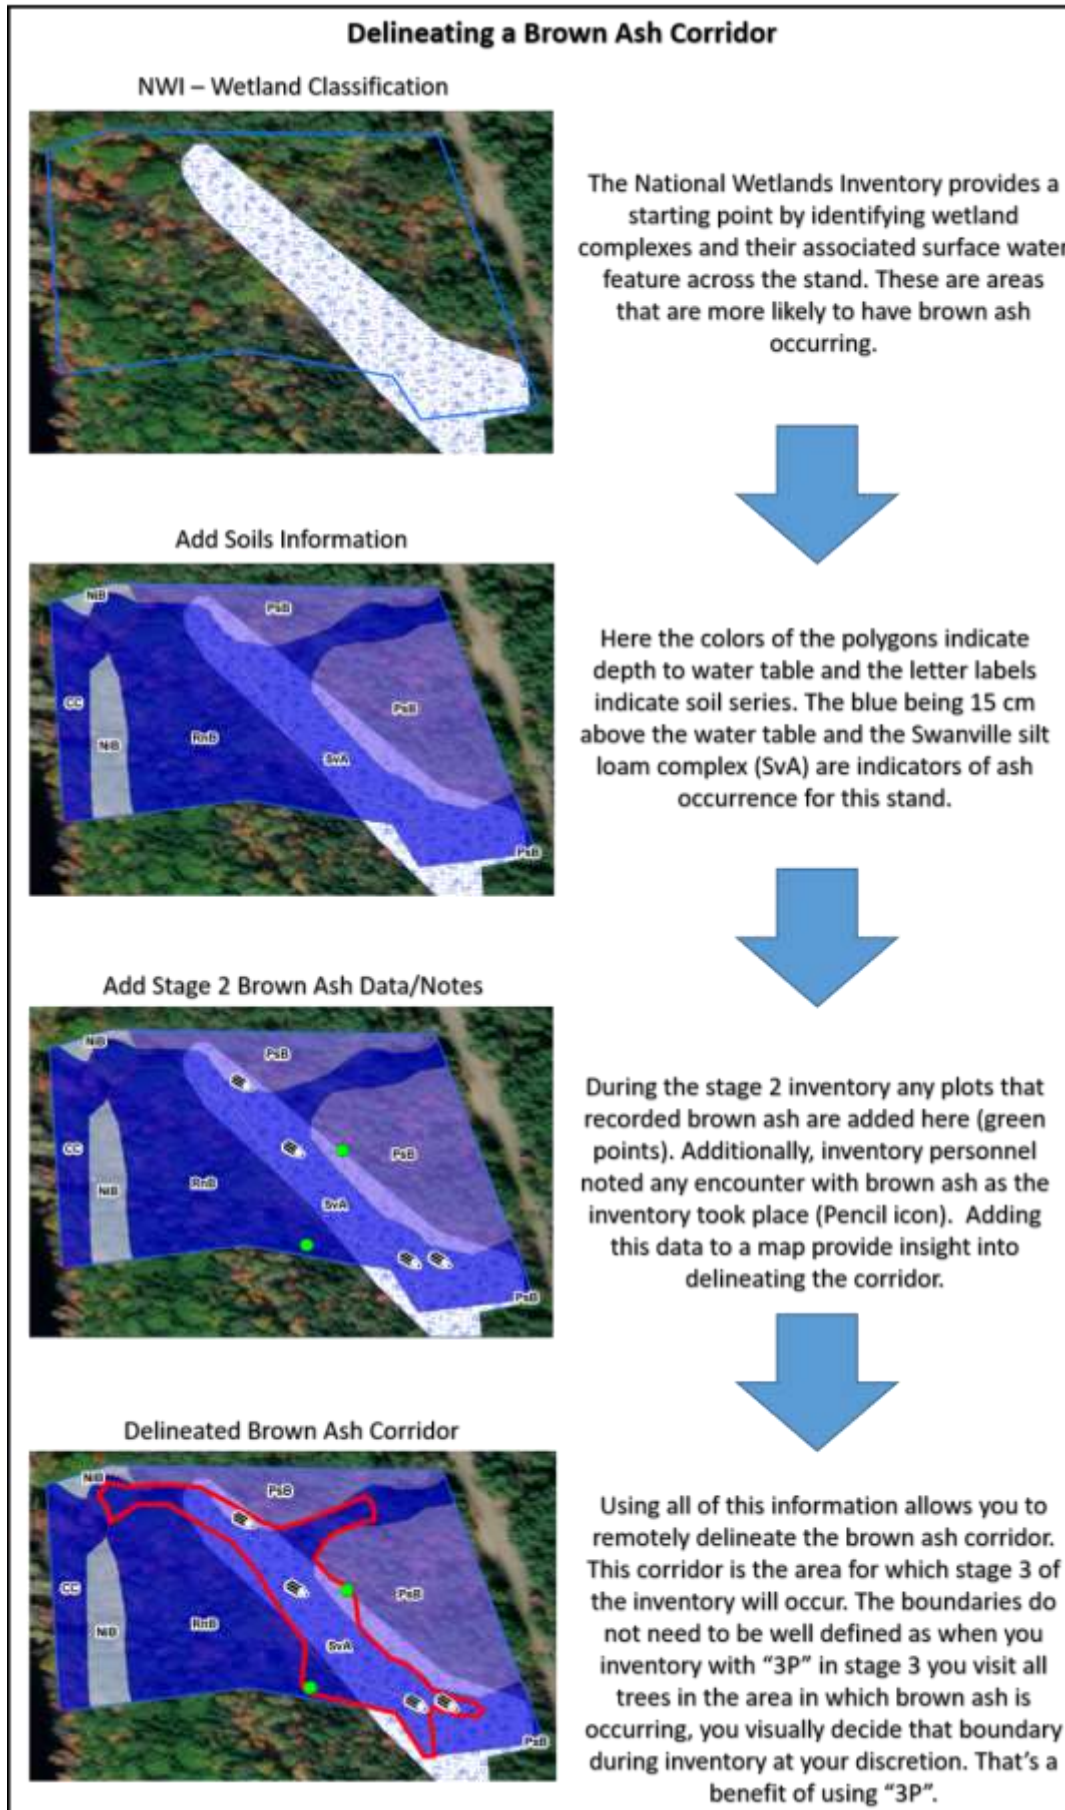 Delineating a Brown Ash Corridor
NWI – Wetland Classification
The National Wetlands Inventory provides a
starting point by identifying wetland
complexes and their associated surface water
feature across the stand. These are areas
that are more likely to have brown ash
occurring.
Add Soils Information
NiB
PsB
CC
NiB
RnB
SvA
PsB
PsB
Here the colors of the polygons indicate
depth to water table and the letter labels
indicate soil series. The blue being 15 cm
above the water table and the Swanville silt
loam complex (SvA) are indicators of ash
occurrence for this stand.
Add Stage 2 Brown Ash Data/Notes
NiB
PsB
CC
NiB
RnB
SvA
PsB
PsB
During the stage 2 inventory any plots that
recorded brown ash are added here (green
points). Additionally, inventory personnel
noted any encounter with brown ash as the
inventory took place (Pencil icon).  Adding
this data to a map provide insight into
delineating the corridor.
Delineated Brown Ash Corridor
NiB
PsB
CC
NiB
RnB
SvA
PsB
PsB
Using all of this information allows you to
remotely delineate the brown ash corridor.
This corridor is the area for which stage 3 of
the inventory will occur. The boundaries do
not need to be well defined as when you
inventory with “3P” in stage 3 you visit all
trees in the area in which brown ash is
occurring, you visually decide that boundary
during inventory at your discretion. That’s a
benefit of using “3P”.